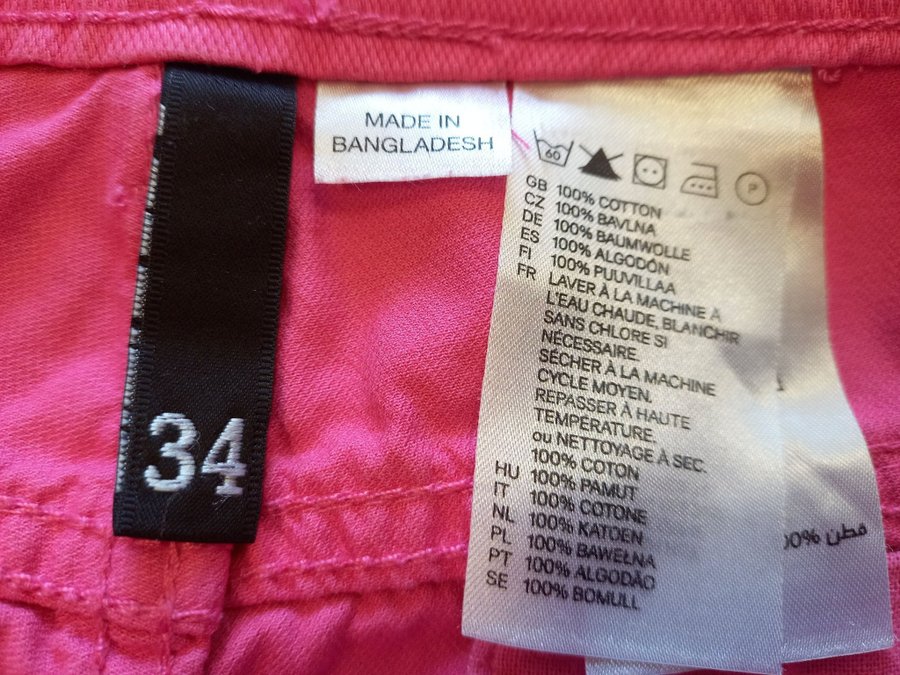 34
MADE IN
BANGLADESH
60
P
GB 100% COTTON
CZ 100% BAVLNA
DE 100% BAUMWOLLE
ES 100% ALGODÓN
FI 100% PUUVILLAA
FR LAVER À LA MACHINE A
L'EAU CHAUDE, BLANCHIR
SANS CHLORE SI
NÉCESSAIRE.
SÉCHER À LA MACHINE
CYCLE MOYEN.
REPASSER À HAUTE
TEMPÉRATURE.
ou NETTOYAGE À SEC.
100% COTON
HU 100% PAMUT
IT 100% COTONE
NL 100% KATOEN
PL 100% BAWEŁNA
PT 100% ALGODÃO
SE 100% BOMULL
قطن %